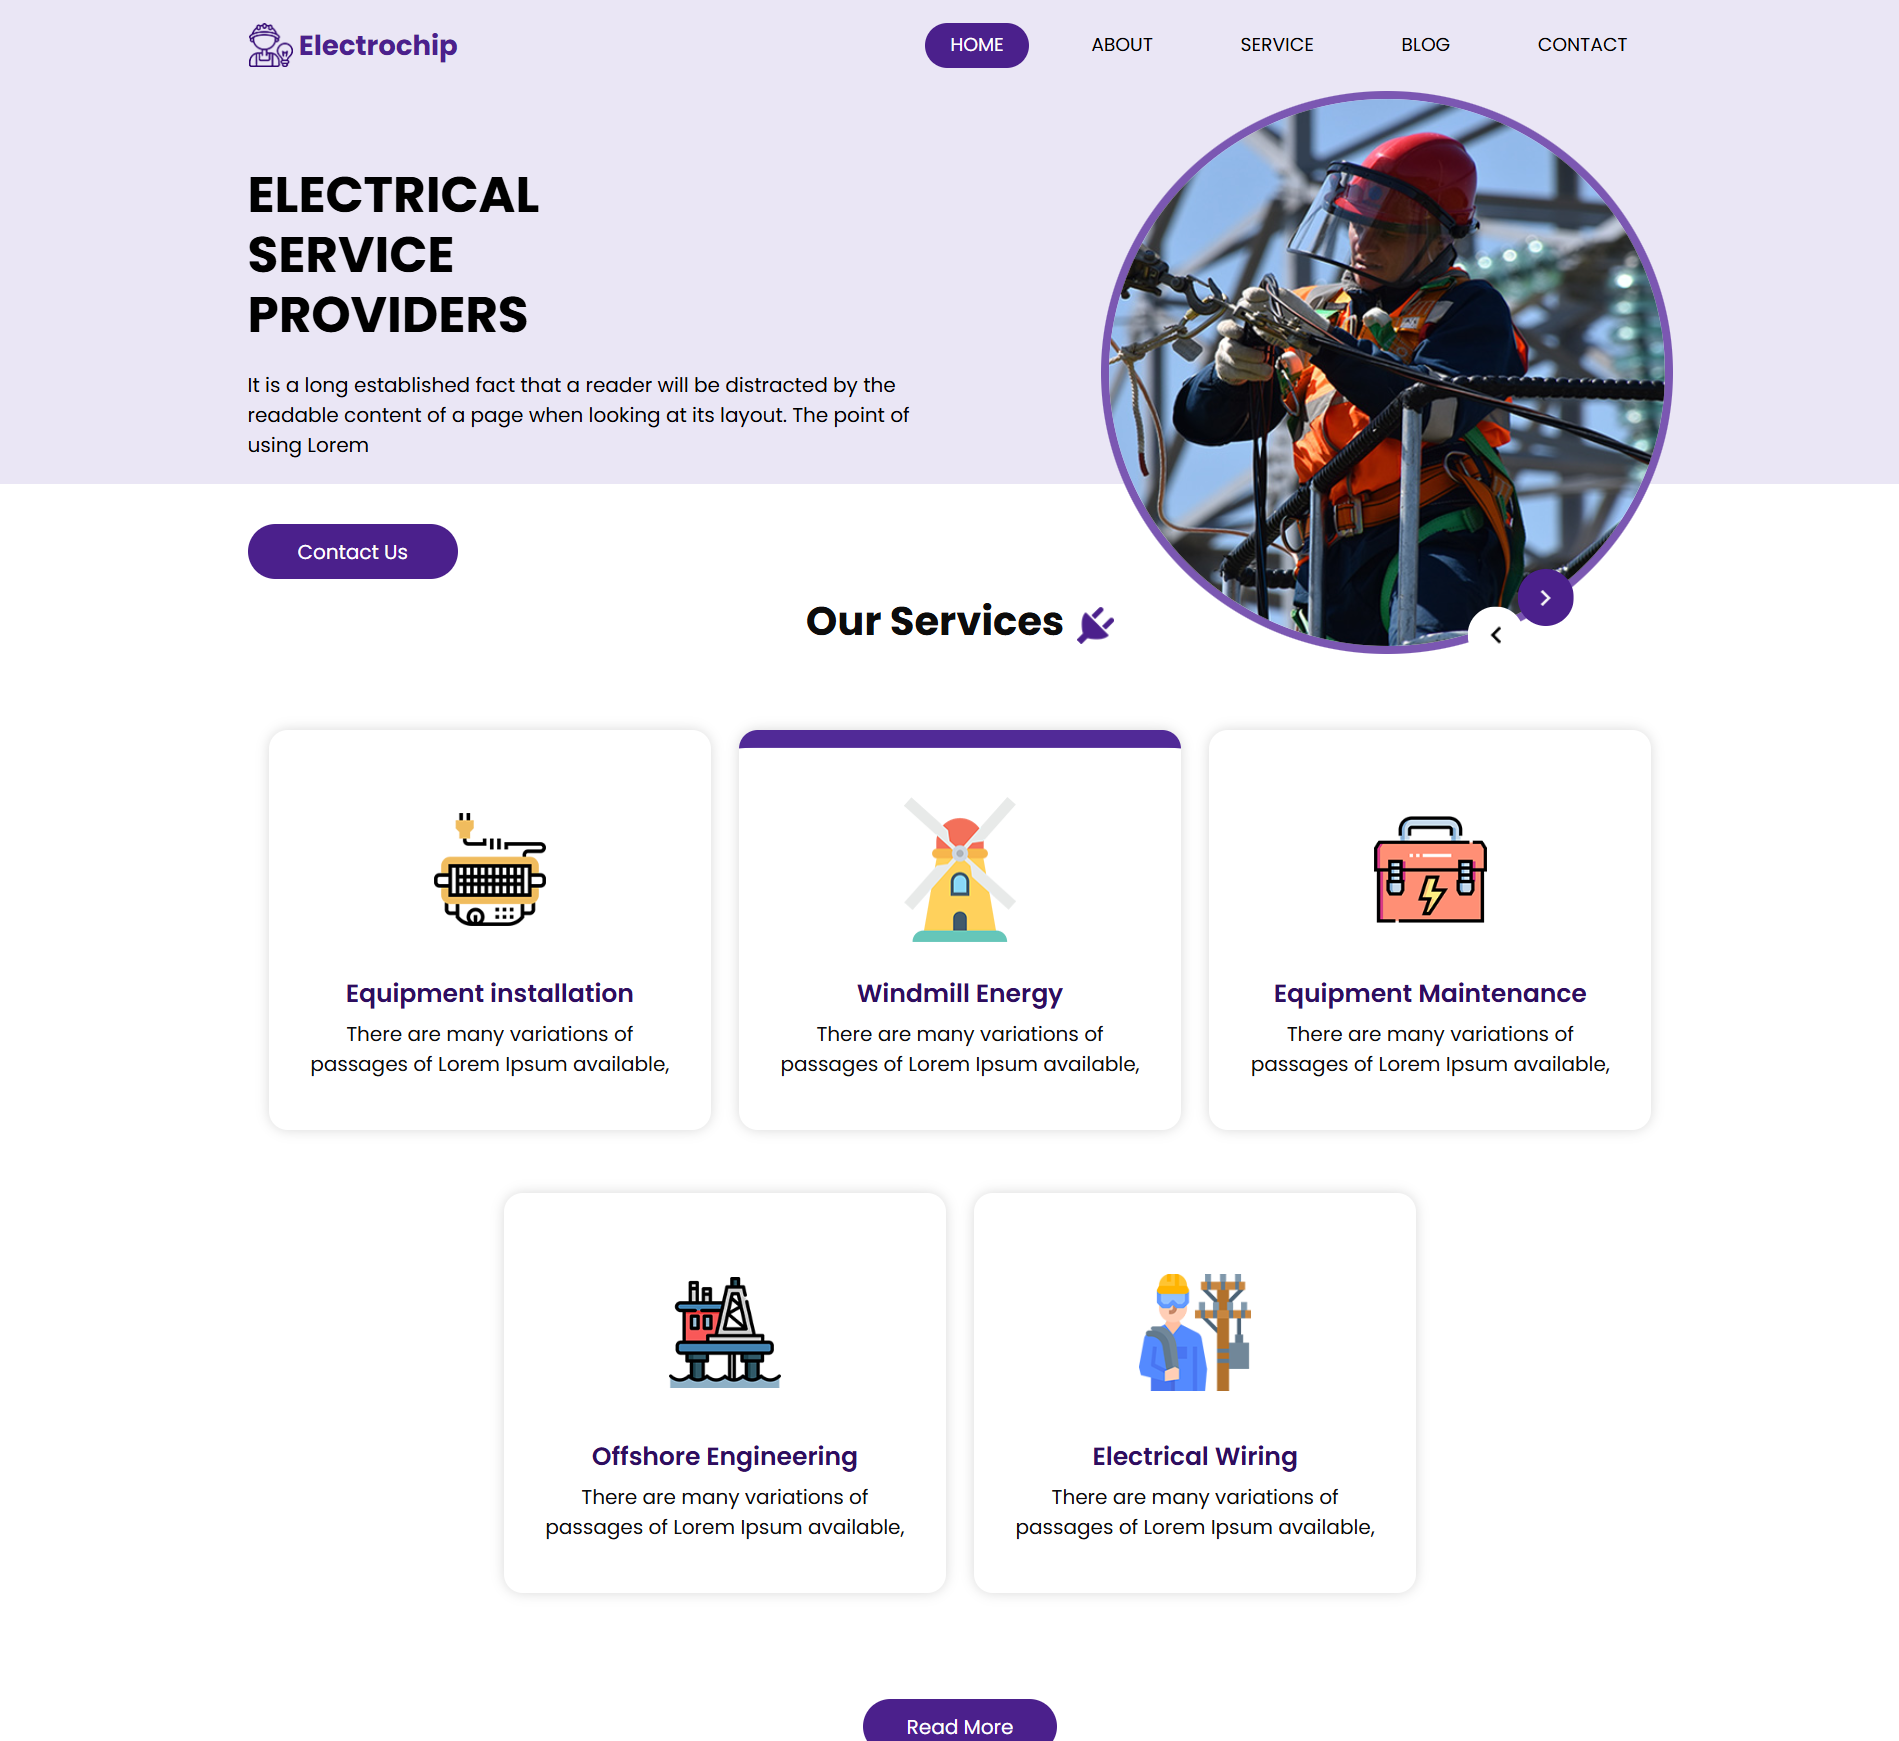 Electrochip
HOME
ABOUT
SERVICE
BLOG
CONTACT
ELECTRICAL
SERVICE
PROVIDERS
It is a long established fact that a reader will be distracted by the
readable content of a page when looking at its layout. The point of
using Lorem
Contact Us
Our Services
Equipment installation
There are many variations of
passages of Lorem Ipsum available,
Windmill Energy
There are many variations of
passages of Lorem Ipsum available,
Equipment Maintenance
There are many variations of
passages of Lorem Ipsum available,
Offshore Engineering
There are many variations of
passages of Lorem Ipsum available,
Electrical Wiring
There are many variations of
passages of Lorem Ipsum available,
Read More